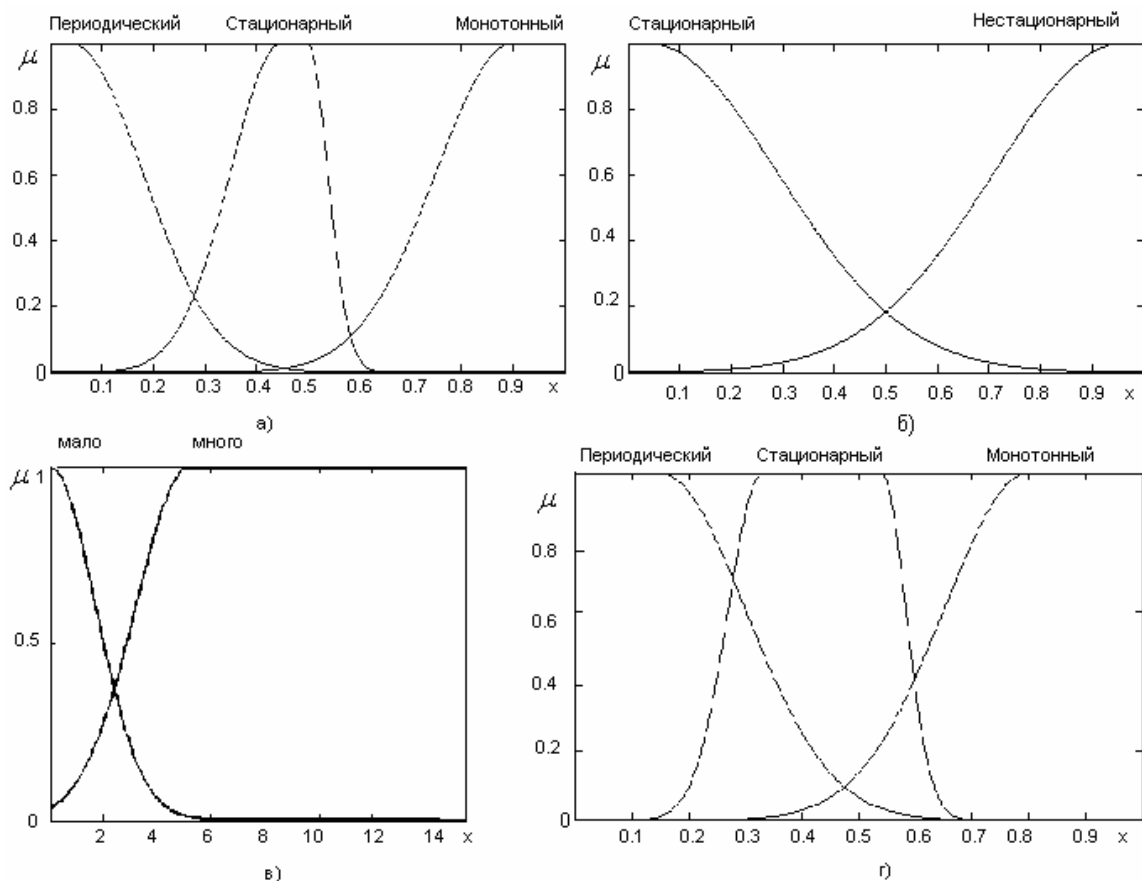 Периодический Стационарный Монотонный
μ
0.8
0.6
0.4
0.2
0
0.1 0.2 0.3 0.4 0.5 0.6 0.7 0.8 0.9 x
а)
Стационарный Нестационарный
μ
0.8
0.6
0.4
0.2
0
0.1 0.2 0.3 0.4 0.5 0.6 0.7 0.8 0.9 x
б)
мало много
μ 1
0.5
0
2 4 6 8 10 12 14 x
в)
Периодический Стационарный Монотонный
μ
0.8
0.6
0.4
0.2
0
0.1 0.2 0.3 0.4 0.5 0.6 0.7 0.8 0.9 x
г)